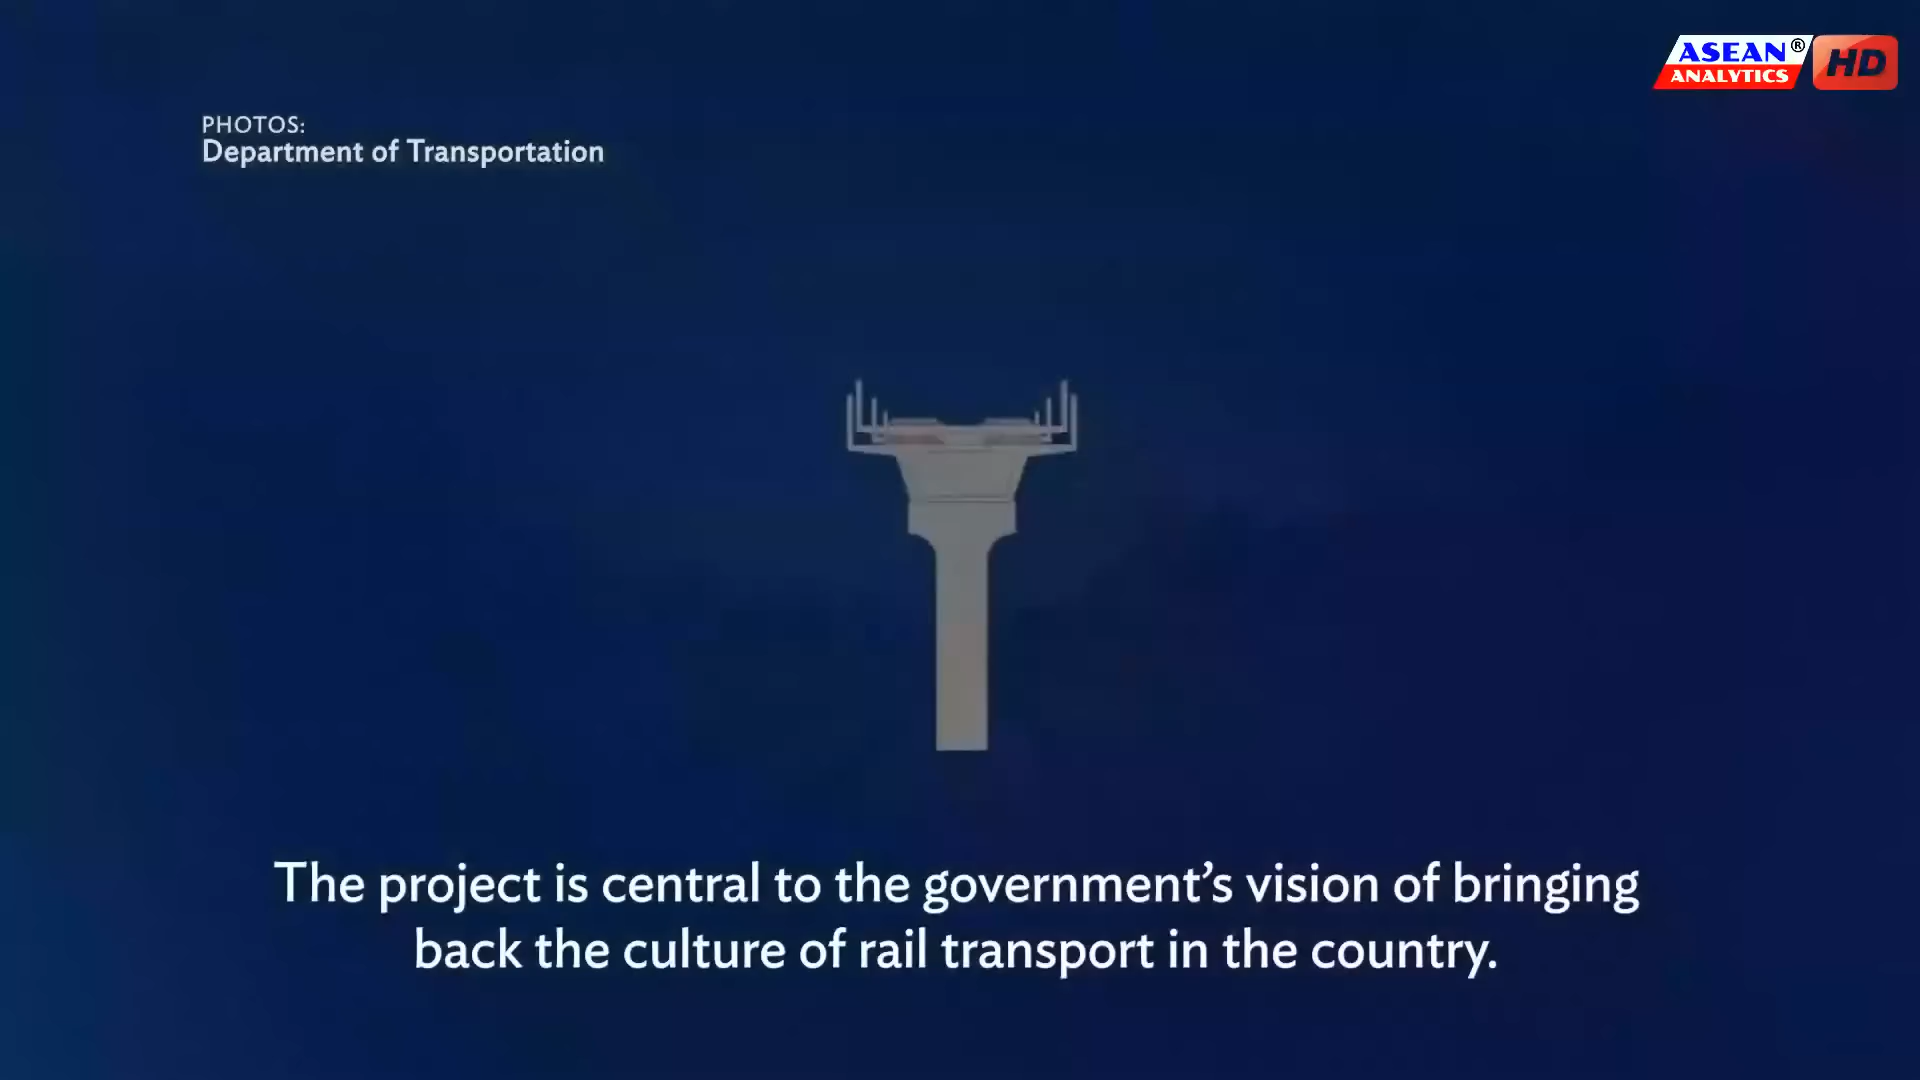 ASEAN®
ANALYTICS
HD
PHOTOS:
Department of Transportation
The project is central to the government’s vision of bringing
back the culture of rail transport in the country.